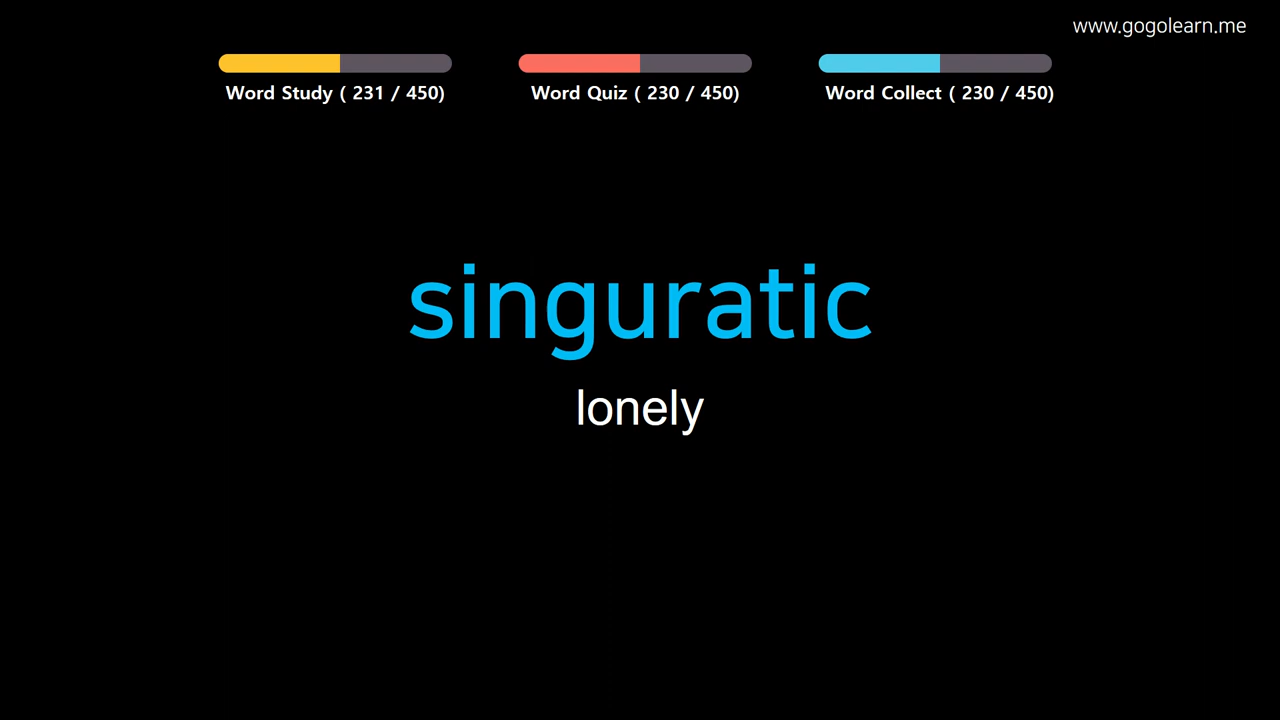 www.gogolearn.me
Word Study ( 231 / 450)
Word Quiz ( 230 / 450)
Word Collect ( 230 / 450)
singuratic
lonely